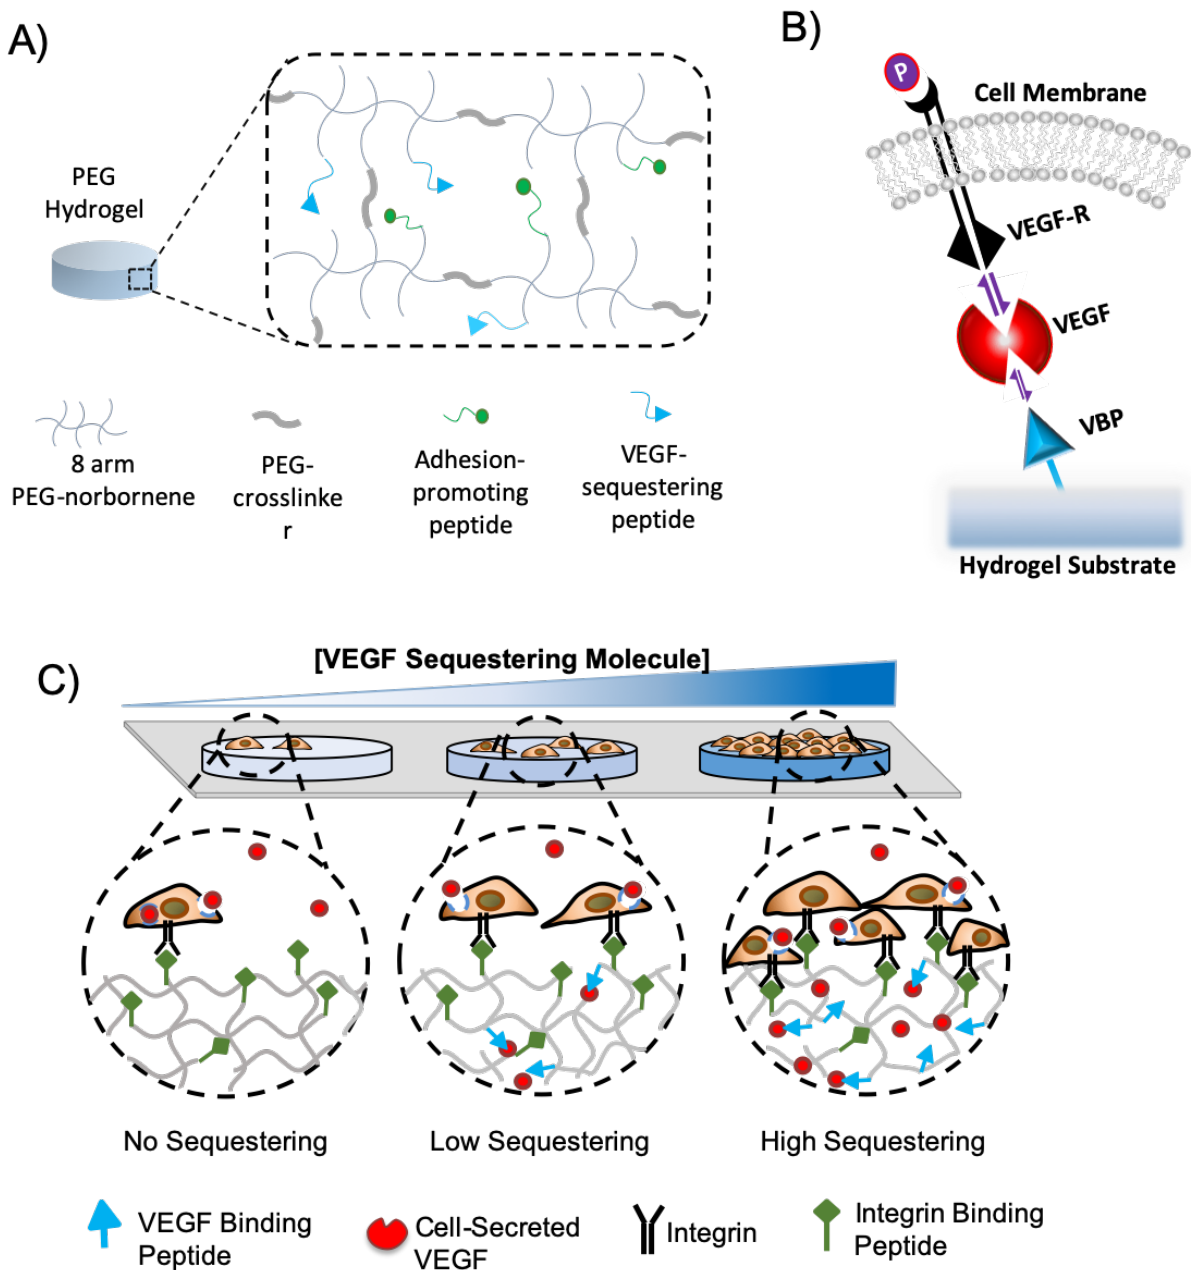 A)
B)
P
Cell Membrane
PEG
Hydrogel
VEGF-R
VEGF
VBP
8 arm
PEG-norbornene
PEG-
crosslinke
r
Adhesion-
promoting
peptide
VEGF-
sequestering
peptide
Hydrogel Substrate
C)
[VEGF Sequestering Molecule]
No Sequestering
Low Sequestering
High Sequestering
VEGF Binding
Peptide
Cell-Secreted
VEGF
Integrin
Integrin Binding
Peptide